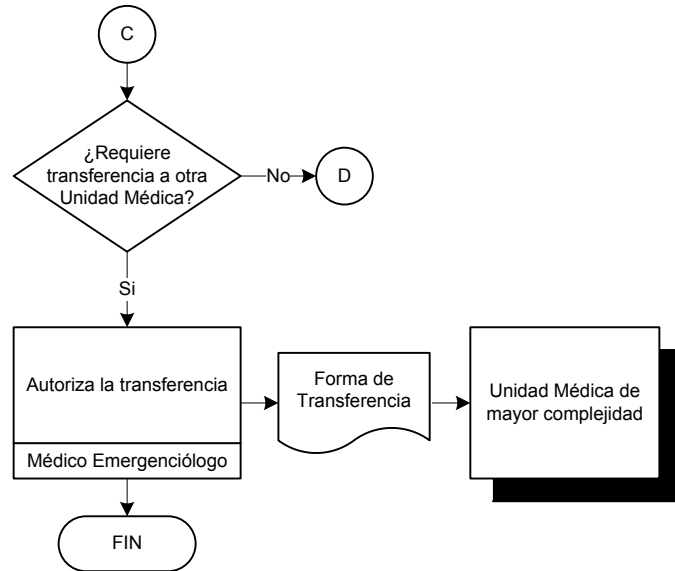 C
¿Requiere
transferencia a otra
Unidad Médica?
No
D
Si
Autoriza la transferencia
Médico Emergenciólogo
Forma de
Transferencia
Unidad Médica de
mayor complejidad
FIN